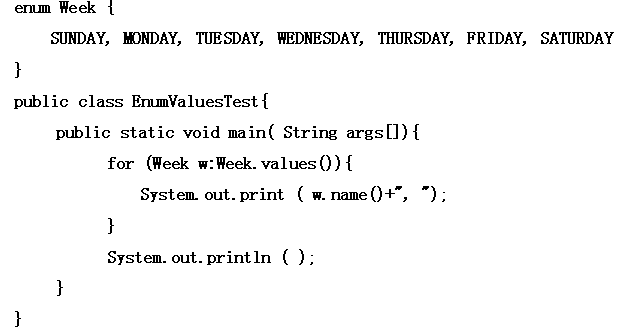 enum Week {
SUNDAY, MONDAY, TUESDAY, WEDNESDAY, THURSDAY, FRIDAY, SATURDAY
}
public class EnumValuesTest{
public static void main( String args[]){
for (Week w:Week.values()){
System.out.print ( w.name()+", ");
}
System.out.println ( );
}
}